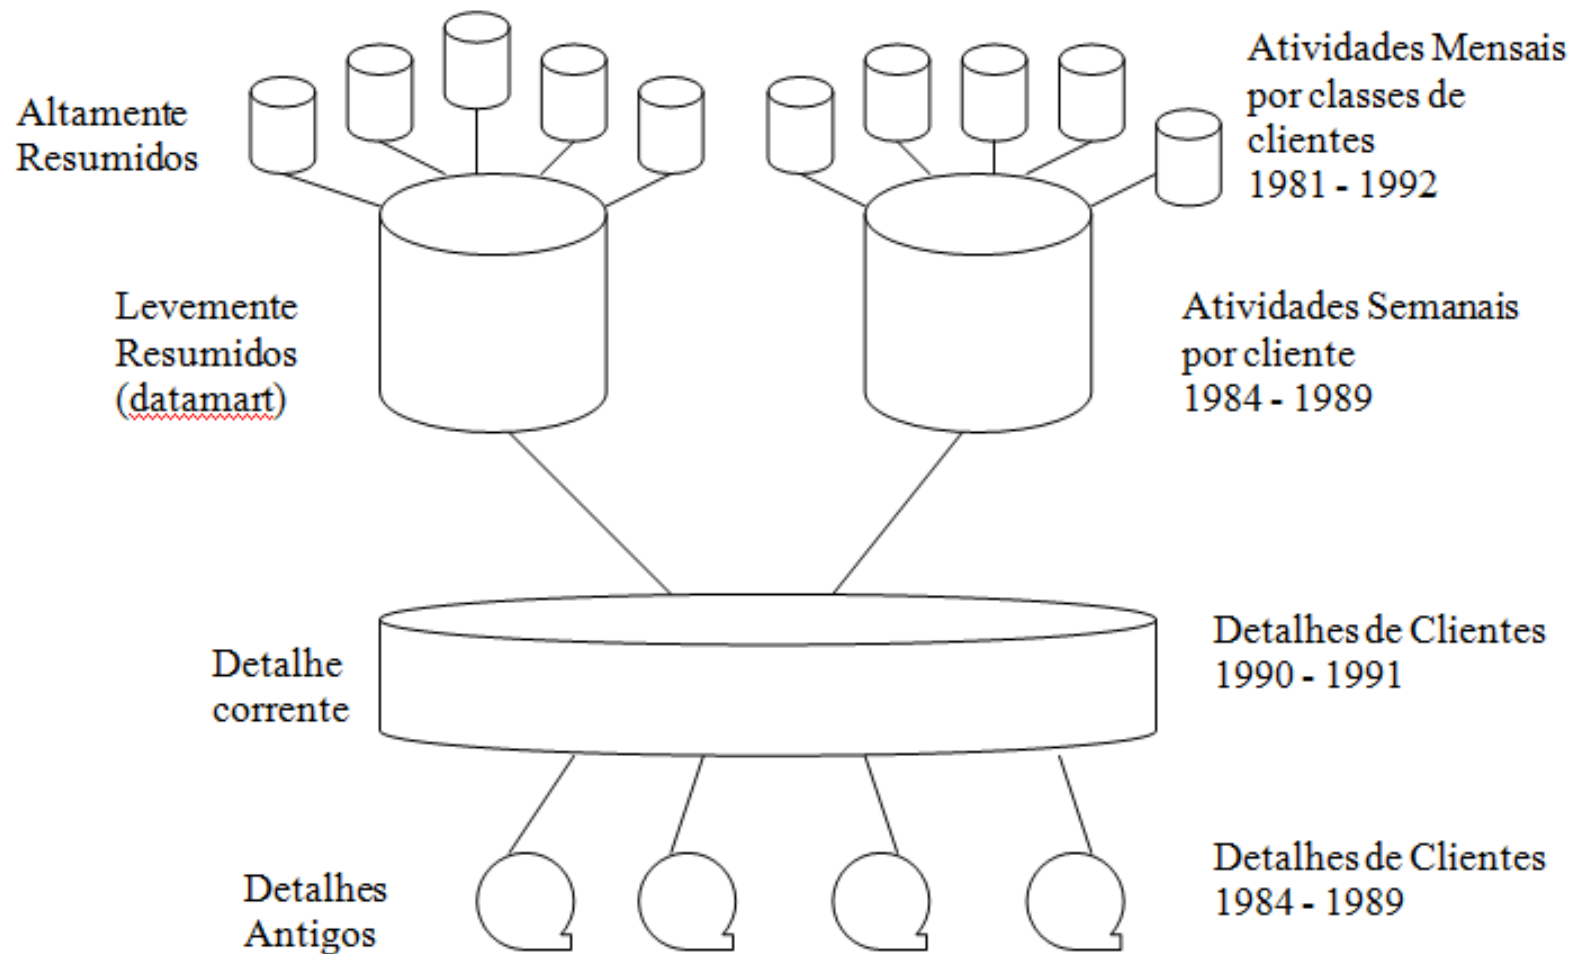 Altamente
Resumidos
Atividades Mensais
por classes de
clientes
1981 - 1992
Levemente
Resumidos
(datamart)
Atividades Semanais
por cliente
1984 - 1989
Detalhe
corrente
Detalhes de Clientes
1990 - 1991
Detalhes
Antigos
Detalhes de Clientes
1984 - 1989